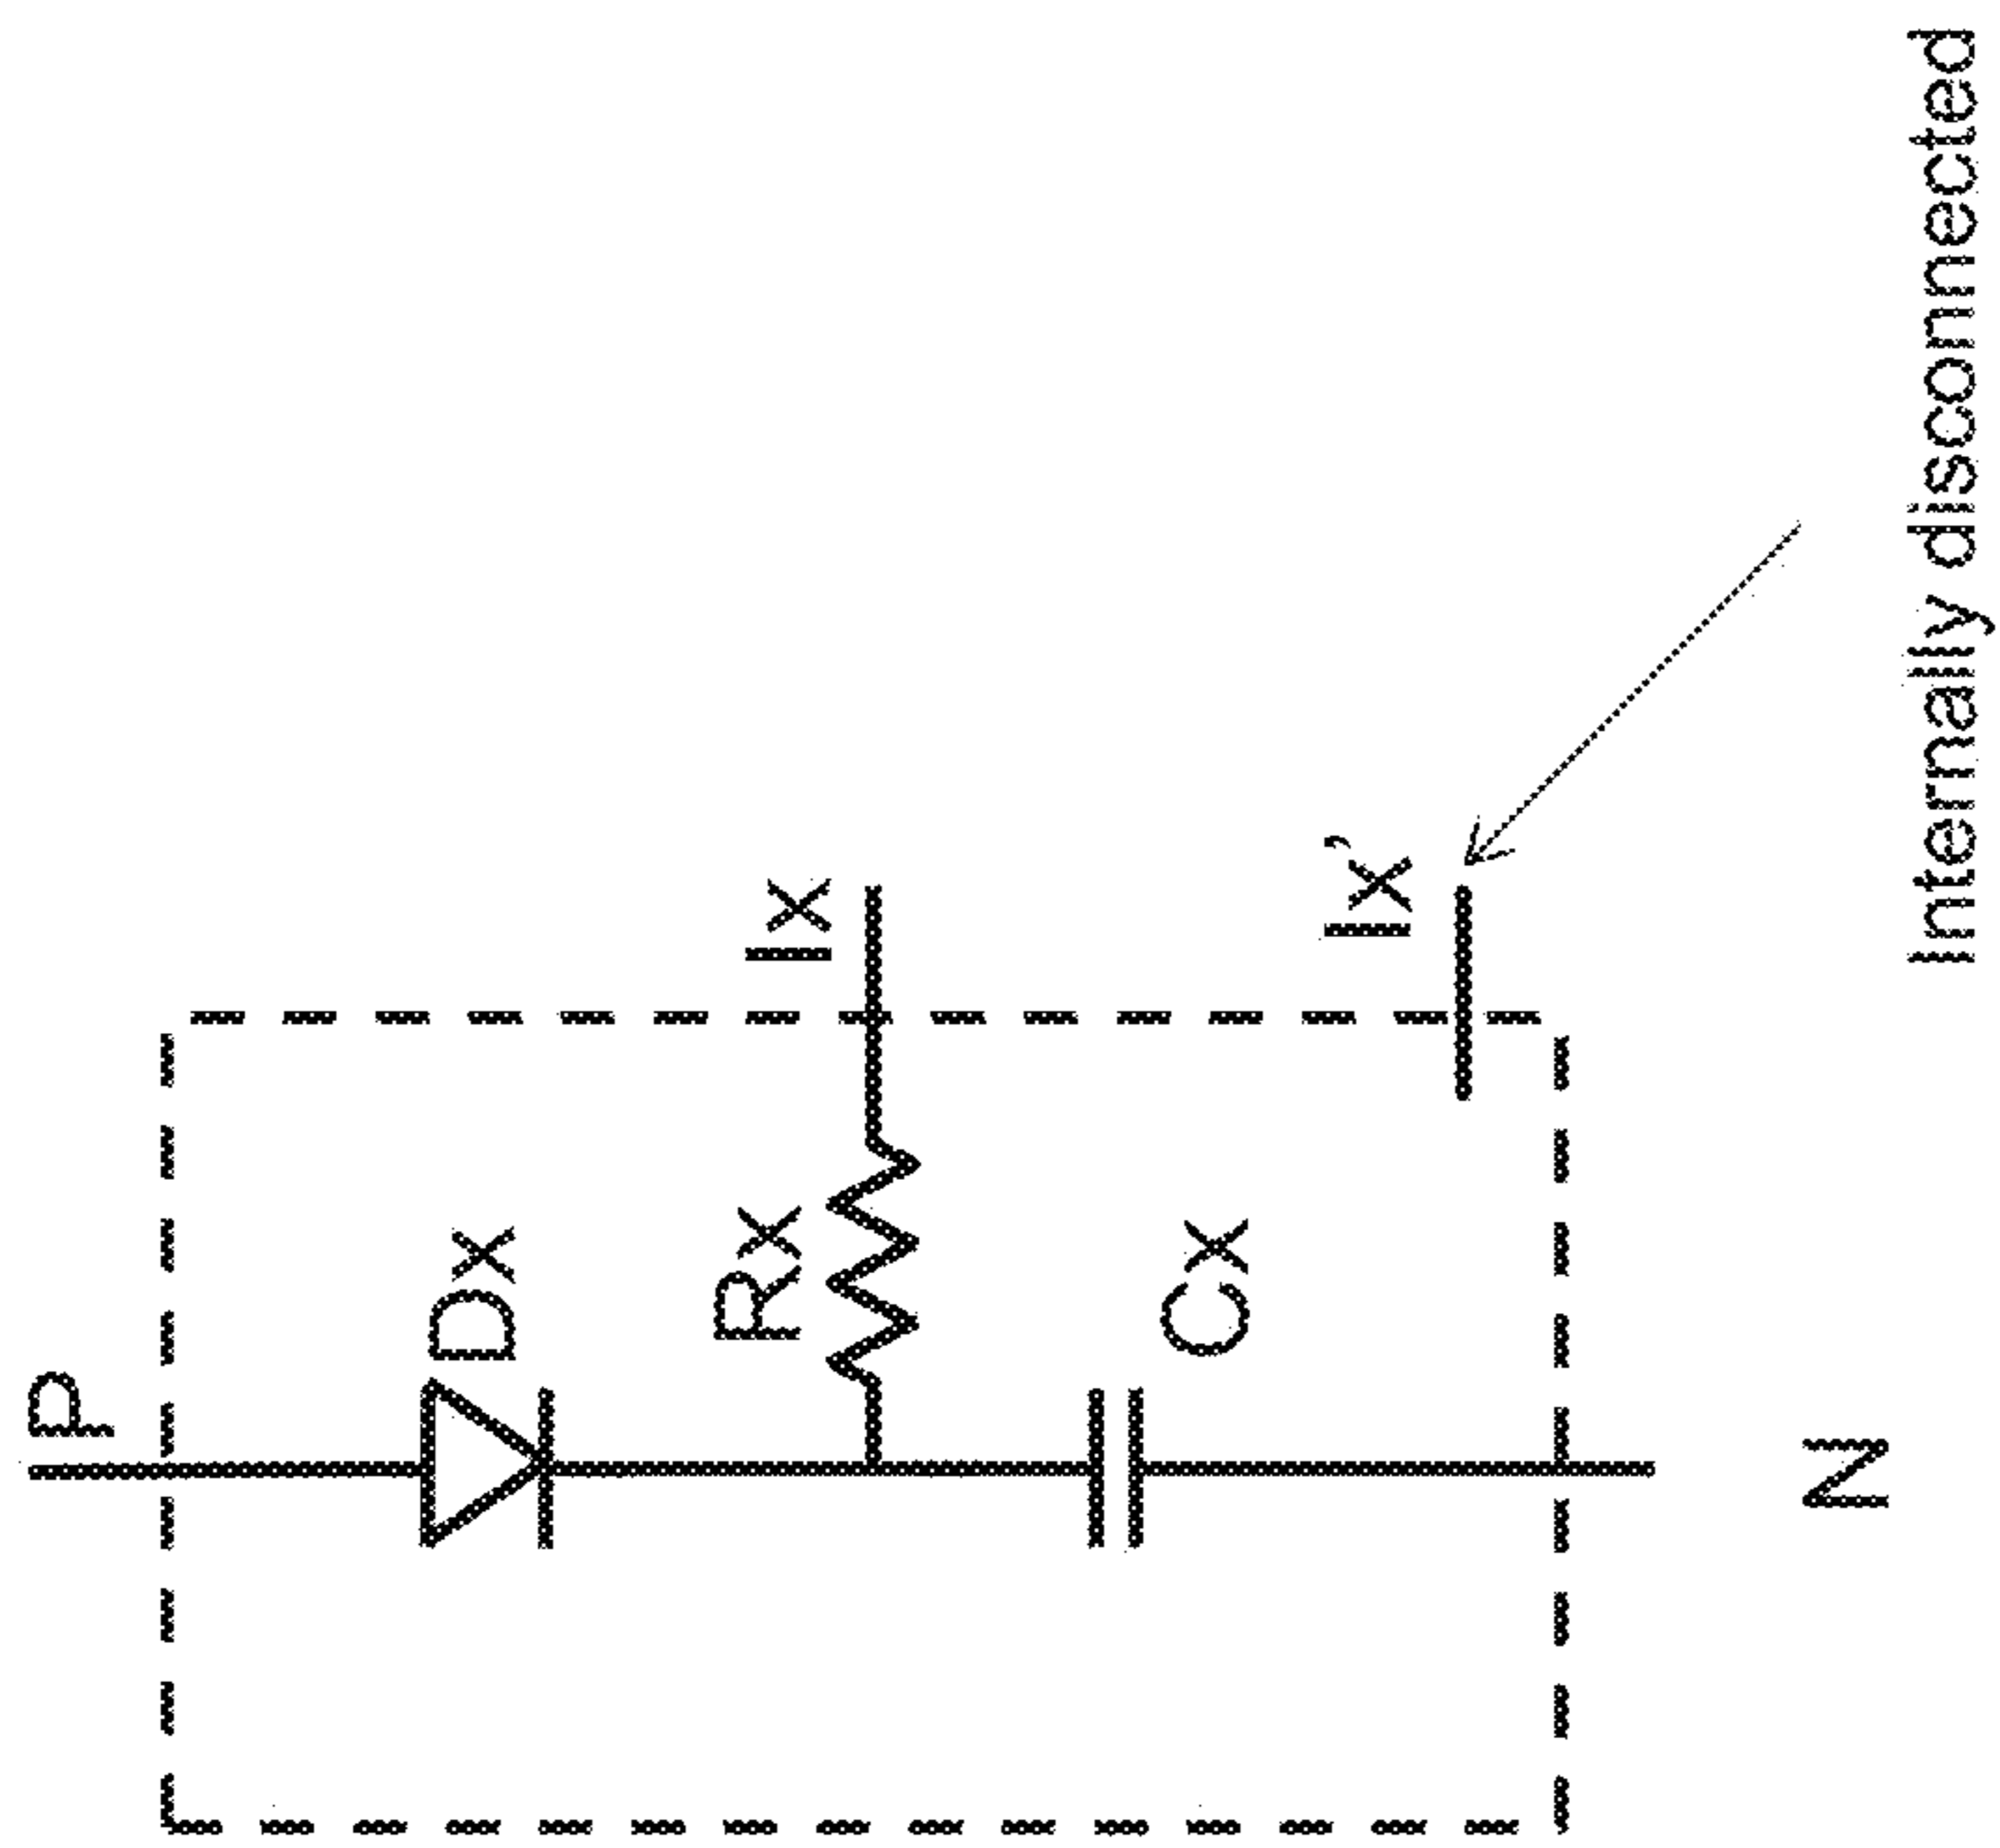 P
Dx
Rx
Ix
Cx
Ix’
N
Internally disconnected